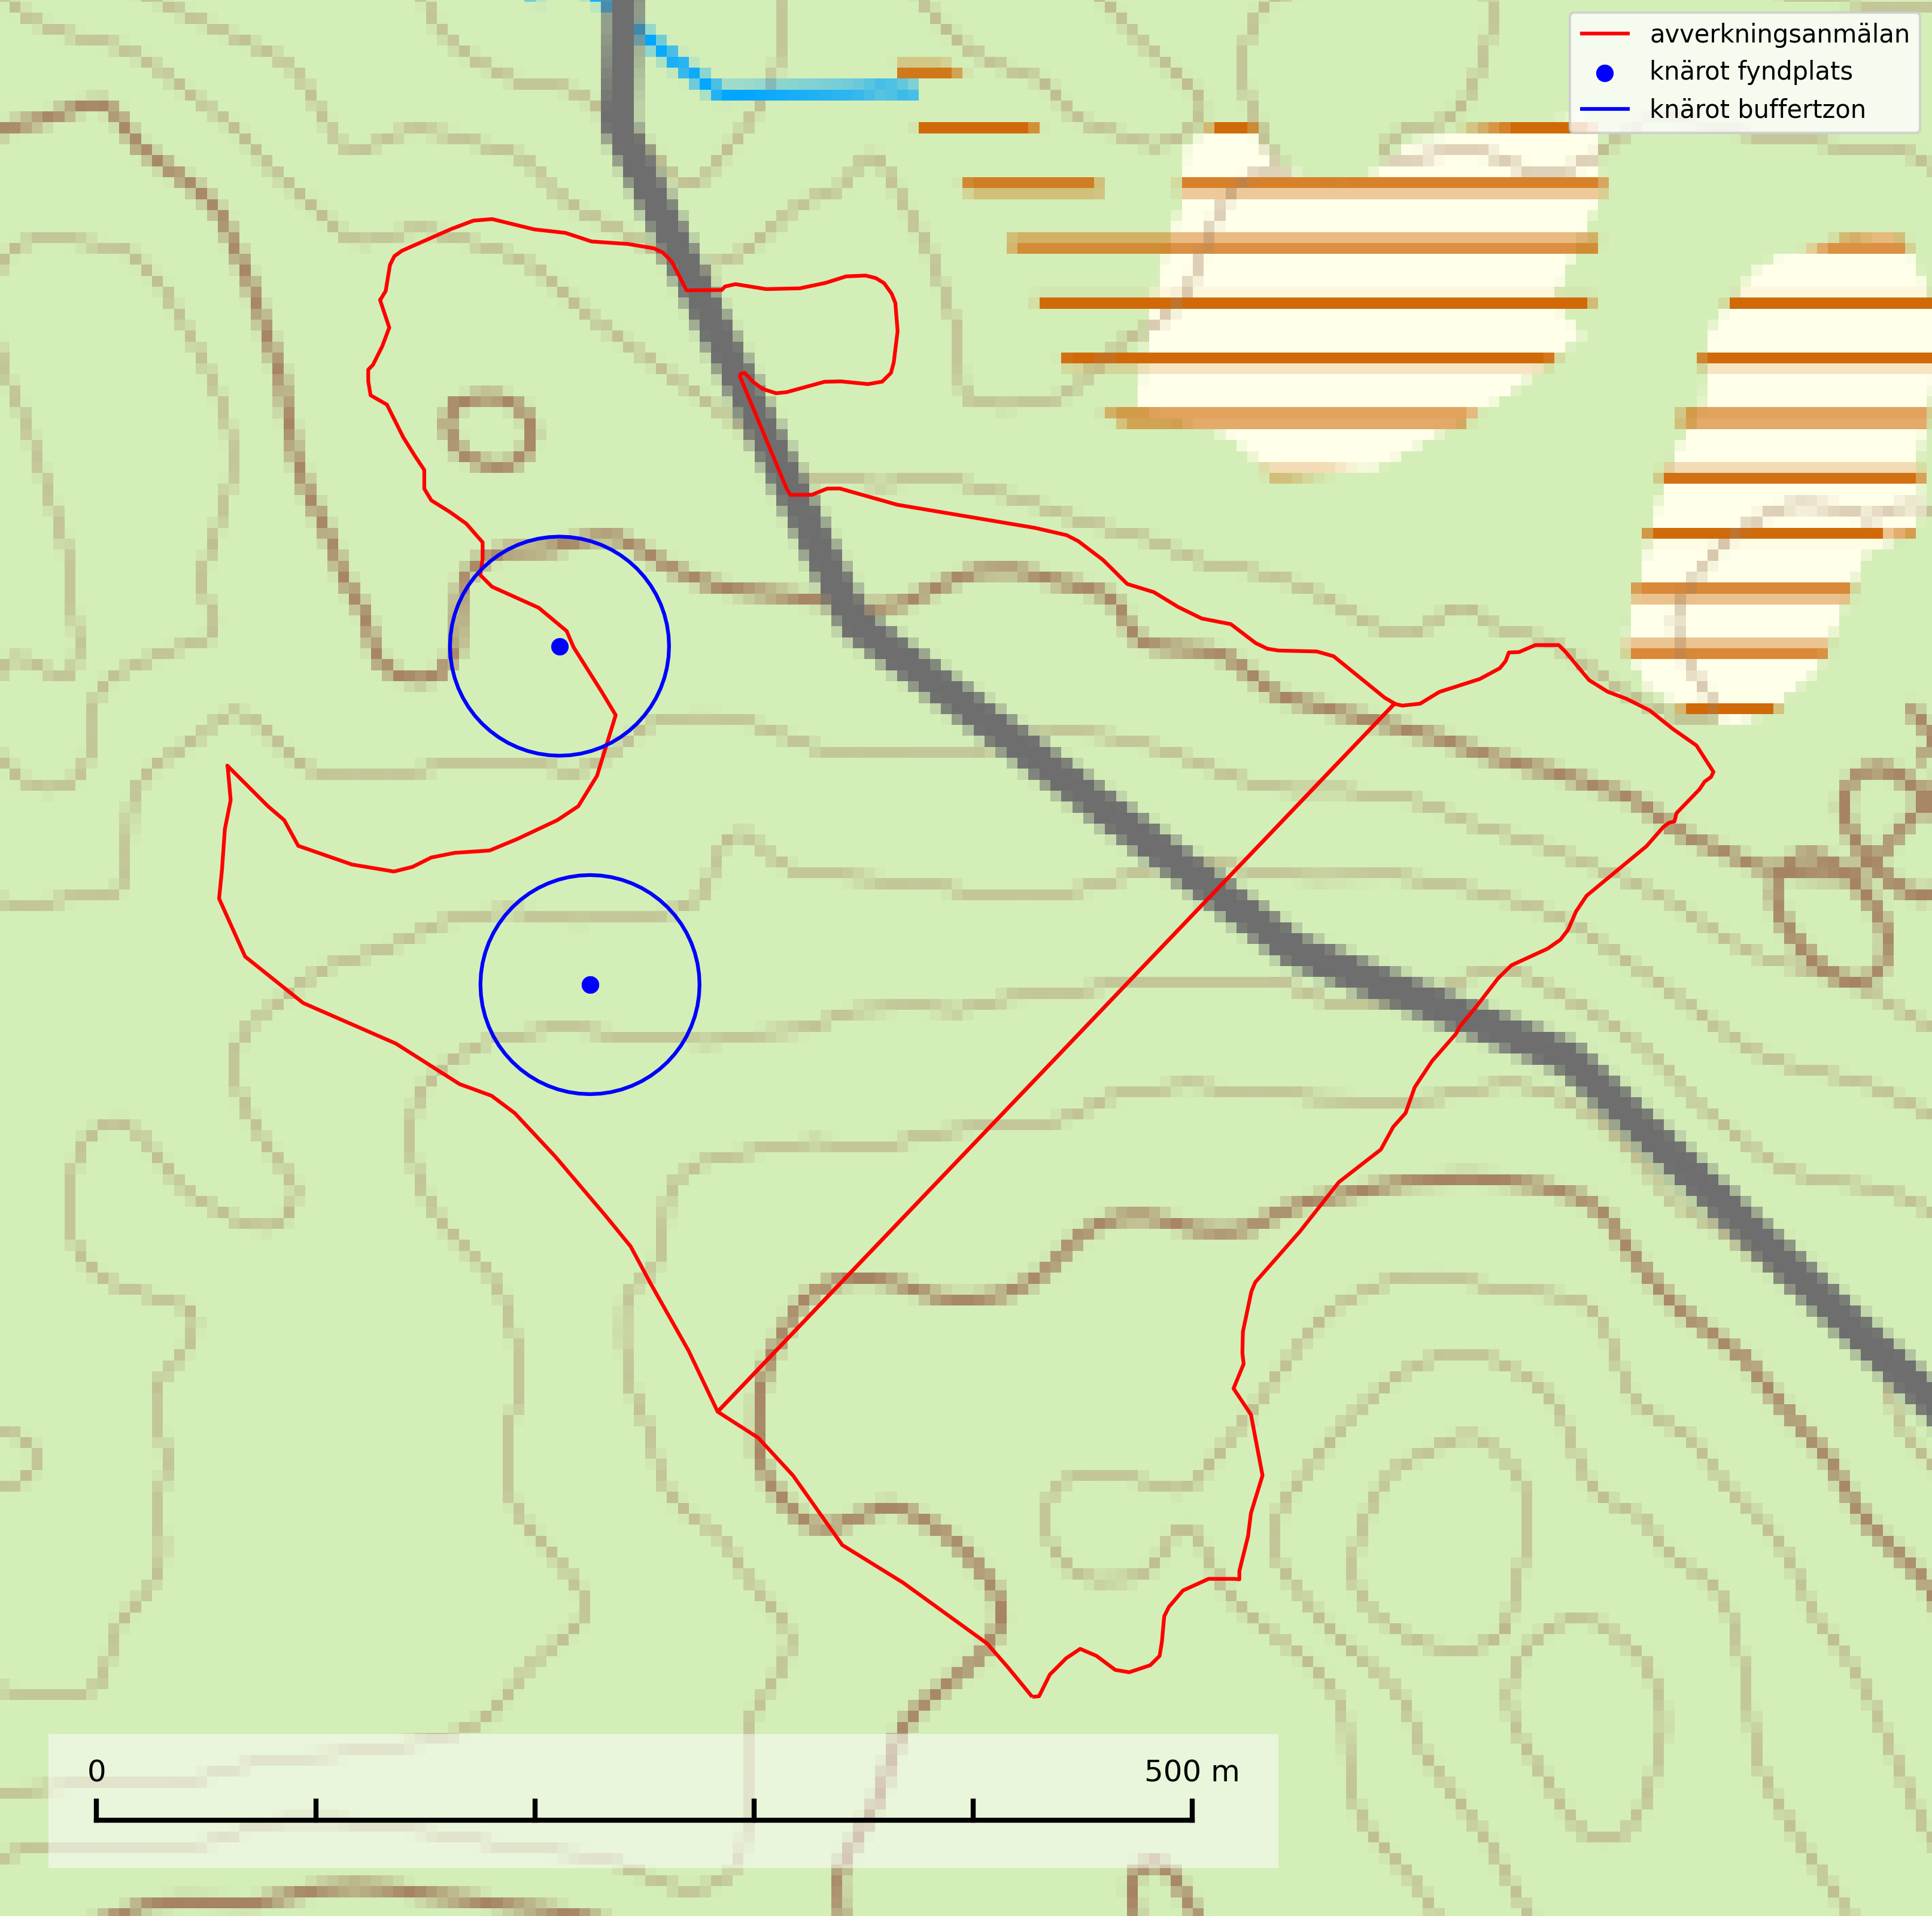 avverkningsanmälan
knärot fyndplats
knärot buffertzon
0 500 m